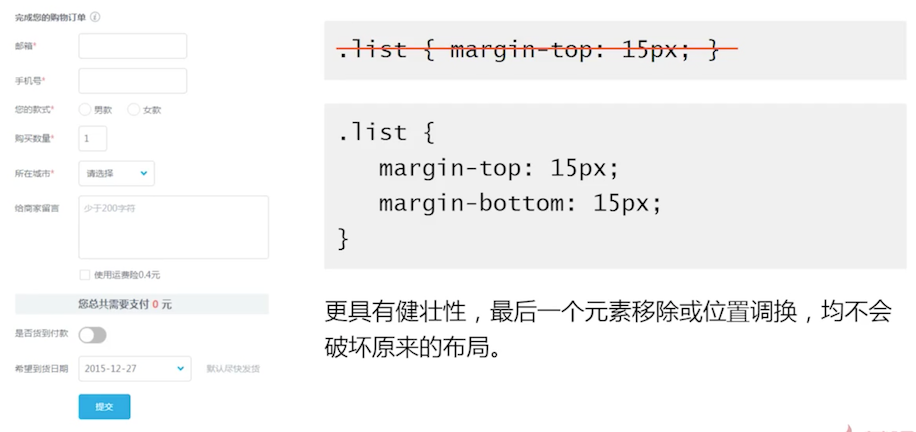 完成您的购物订单 i
邮箱*
手机号*
您的款式* 男款 女款
购买数量* 1
所在城市* 请选择
给商家留言 少于200字符
使用运费险0.4元
您总共需要支付 0 元
是否货到付款
希望到货日期 2015-12-27 默认尽快发货
提交
.list { margin-top: 15px; }
.list {
margin-top: 15px;
margin-bottom: 15px;
}
更具有健壮性，最后一个元素移除或位置调换，均不会
破坏原来的布局。